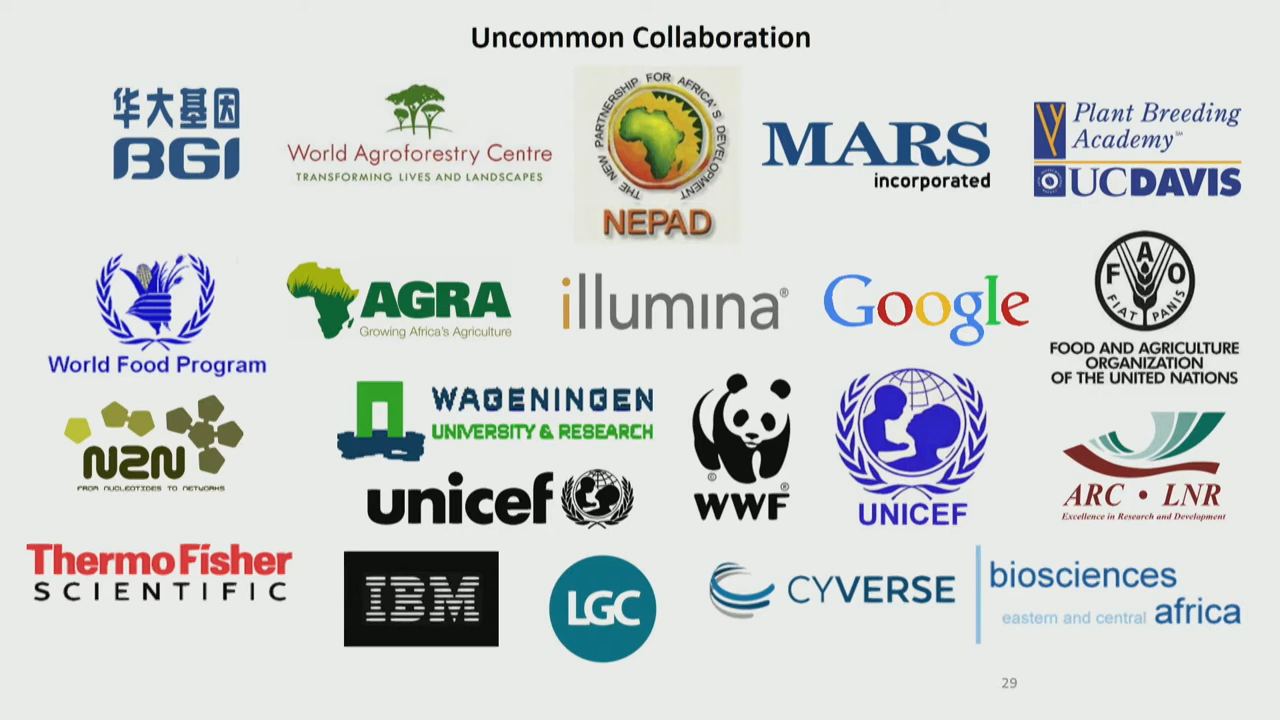 Uncommon Collaboration
华大基因
BGI
World Agroforestry Centre
TRANSFORMING LIVES AND LANDSCAPES
THE NEW PARTNERSHIP FOR AFRICA'S DEVELOPMENT
NEPAD
MARS
incorporated
Plant Breeding
Academy℠
UCDAVIS
World Food Program
AGRA
Growing Africa's Agriculture
illumina®
Google
FAO
FIAT PANIS
FOOD AND AGRICULTURE
ORGANIZATION
OF THE UNITED NATIONS
N2N
FROM NUCLEOTIDES TO NETWORKS
WAGENINGEN
UNIVERSITY & RESEARCH
unicef
©
WWF®
UNICEF
ARC • LNR
Excellence in Research and Development
ThermoFisher
SCIENTIFIC
IBM
LGC
CYVERSE
biosciences
eastern and central africa
29